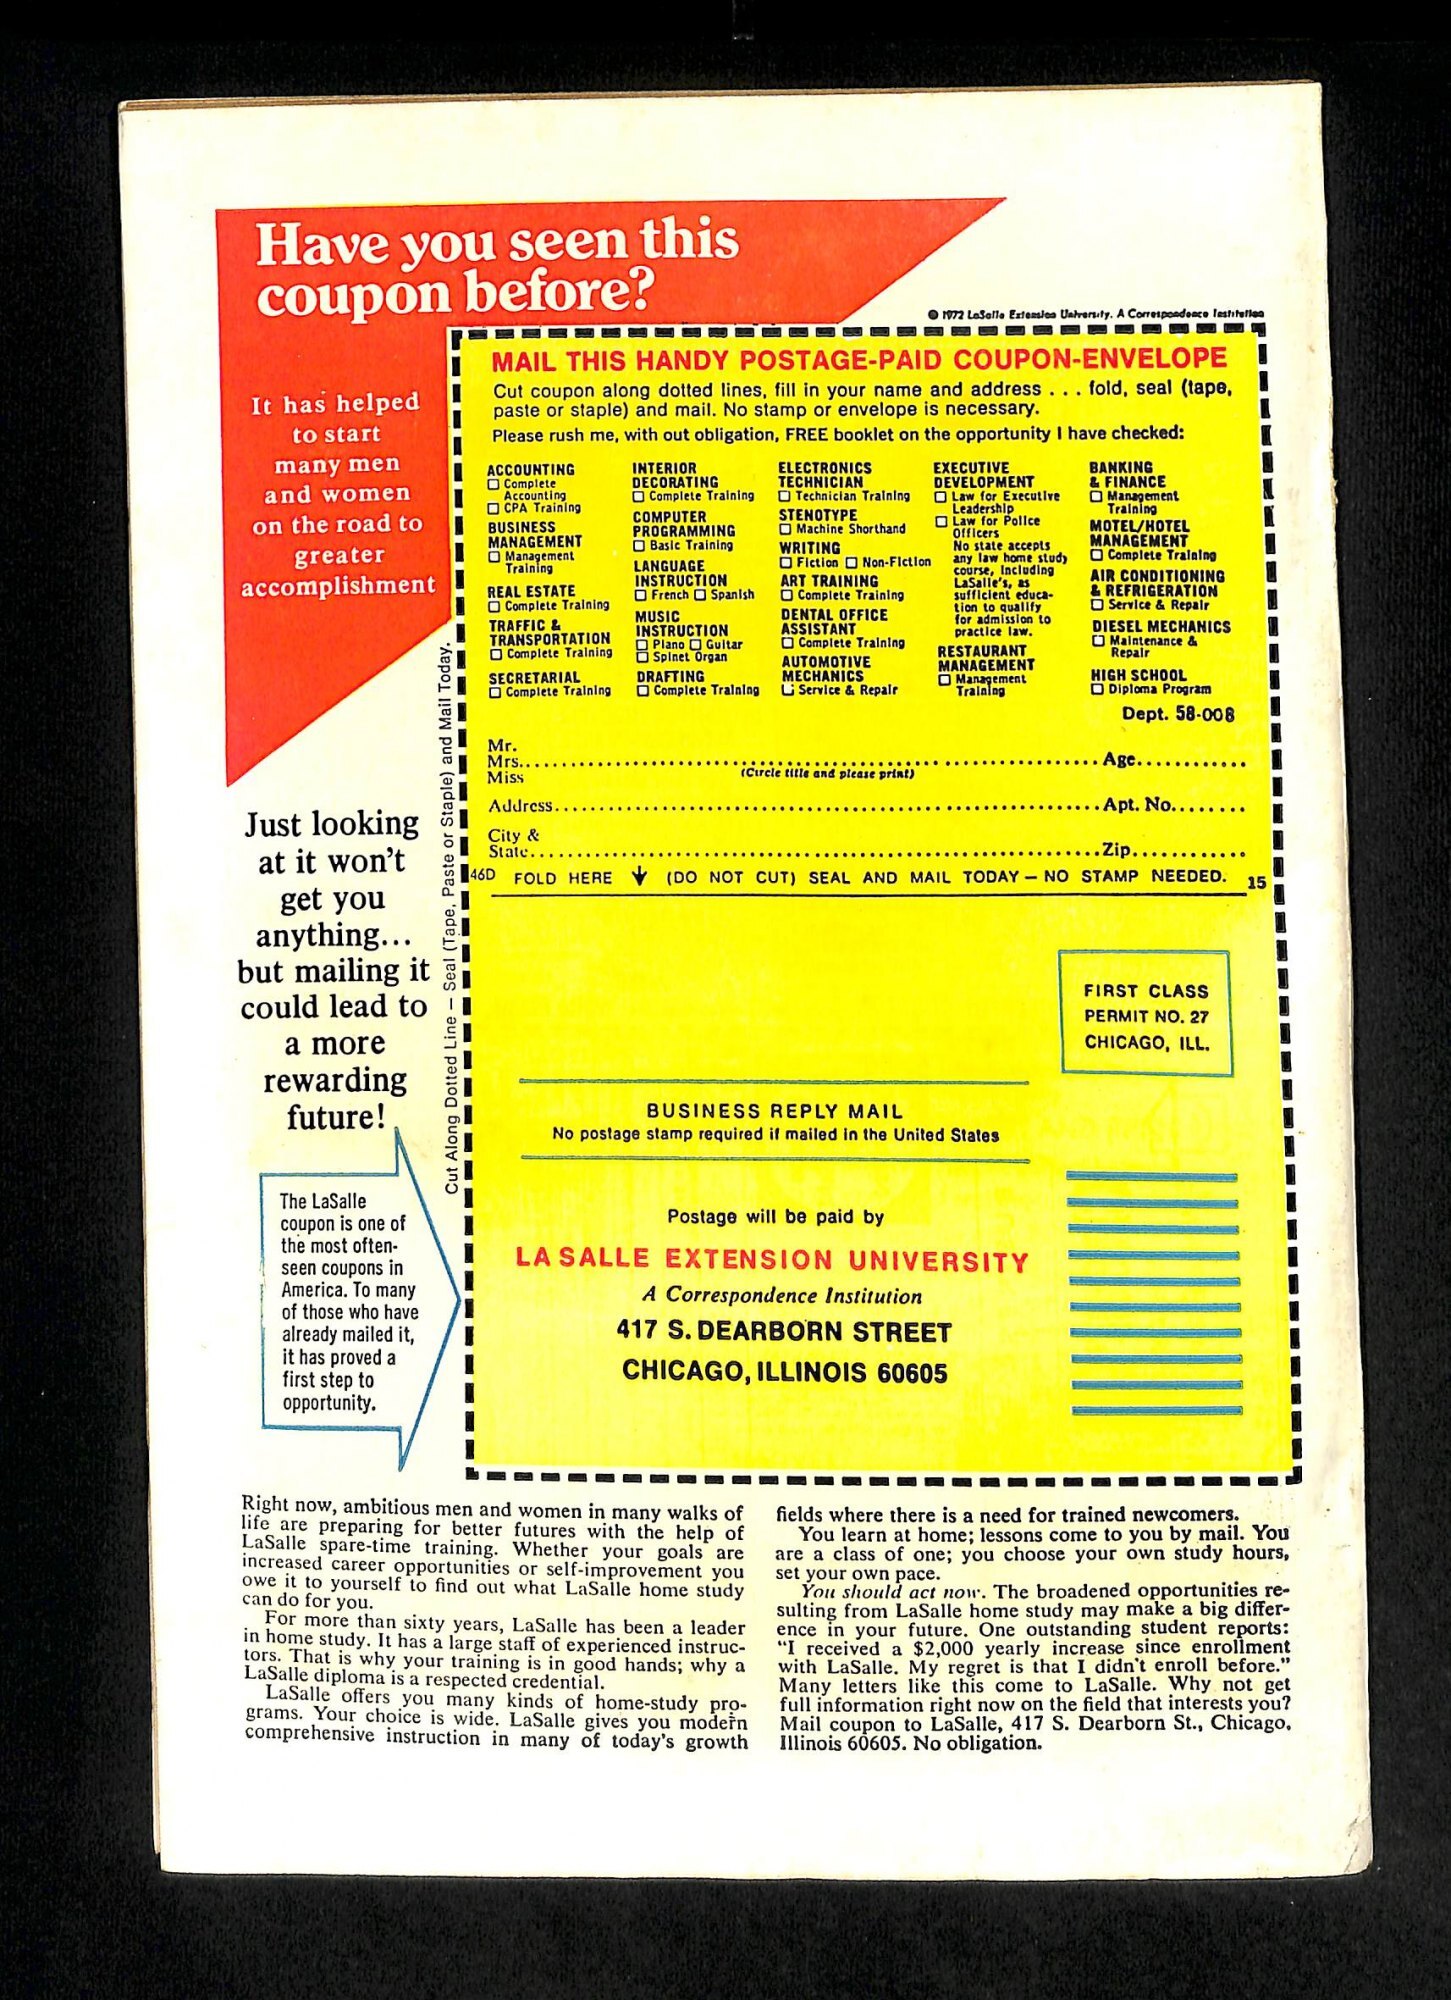 Have you seen this
coupon before?
© 1972 LaSalle Extension University. A Correspondence Institution
It has helped
to start
many men
and women
on the road to
greater
accomplishment
MAIL THIS HANDY POSTAGE-PAID COUPON-ENVELOPE
Cut coupon along dotted lines, fill in your name and address . . . fold, seal (tape,
paste or staple) and mail. No stamp or envelope is necessary.
Please rush me, with out obligation, FREE booklet on the opportunity I have checked:
ACCOUNTING
☐ Complete
Accounting
☐ CPA Training
BUSINESS
MANAGEMENT
☐ Management
Training
REAL ESTATE
☐ Complete Training
TRAFFIC &
TRANSPORTATION
☐ Complete Training
SECRETARIAL
☐ Complete Training
INTERIOR
DECORATING
☐ Complete Training
COMPUTER
PROGRAMMING
☐ Basic Training
LANGUAGE
INSTRUCTION
☐ French ☐ Spanish
MUSIC
INSTRUCTION
☐ Piano ☐ Guitar
☐ Spinet Organ
DRAFTING
☐ Complete Training
ELECTRONICS
TECHNICIAN
☐ Technician Training
STENOTYPE
☐ Machine Shorthand
WRITING
☐ Fiction ☐ Non-Fiction
ART TRAINING
☐ Complete Training
DENTAL OFFICE
ASSISTANT
☐ Complete Training
AUTOMOTIVE
MECHANICS
☐ Service & Repair
EXECUTIVE
DEVELOPMENT
☐ Law for Executive
Leadership
☐ Law for Police
Officers
No state accepts
any law home study
course, including
LaSalle's, as
sufficient educa-
tion to qualify
for admission to
practice law.
RESTAURANT
MANAGEMENT
☐ Management
Training
BANKING
& FINANCE
☐ Management
Training
MOTEL/HOTEL
MANAGEMENT
☐ Complete Training
AIR CONDITIONING
& REFRIGERATION
☐ Service & Repair
DIESEL MECHANICS
☐ Maintenance &
Repair
HIGH SCHOOL
☐ Diploma Program
Dept. 58-008
Mr.
Mrs. Age
Miss (Circle title and please print)
Address Apt. No.
City &
State Zip
46D FOLD HERE ↓ (DO NOT CUT) SEAL AND MAIL TODAY — NO STAMP NEEDED. 15
Cut Along Dotted Line — Seal (Tape, Paste or Staple) and Mail Today.
Just looking
at it won't
get you
anything...
but mailing it
could lead to
a more
rewarding
future!
The LaSalle
coupon is one of
the most often-
seen coupons in
America. To many
of those who have
already mailed it,
it has proved a
first step to
opportunity.
FIRST CLASS
PERMIT NO. 27
CHICAGO, ILL.
BUSINESS REPLY MAIL
No postage stamp required if mailed in the United States
Postage will be paid by
LA SALLE EXTENSION UNIVERSITY
A Correspondence Institution
417 S. DEARBORN STREET
CHICAGO, ILLINOIS 60605
Right now, ambitious men and women in many walks of
life are preparing for better futures with the help of
LaSalle spare-time training. Whether your goals are
increased career opportunities or self-improvement you
owe it to yourself to find out what LaSalle home study
can do for you.
For more than sixty years, LaSalle has been a leader
in home study. It has a large staff of experienced instruc-
tors. That is why your training is in good hands; why a
LaSalle diploma is a respected credential.
LaSalle offers you many kinds of home-study pro-
grams. Your choice is wide. LaSalle gives you modern
comprehensive instruction in many of today's growth
fields where there is a need for trained newcomers.
You learn at home; lessons come to you by mail. You
are a class of one; you choose your own study hours,
set your own pace.
You should act now. The broadened opportunities re-
sulting from LaSalle home study may make a big differ-
ence in your future. One outstanding student reports:
"I received a $2,000 yearly increase since enrollment
with LaSalle. My regret is that I didn't enroll before."
Many letters like this come to LaSalle. Why not get
full information right now on the field that interests you?
Mail coupon to LaSalle, 417 S. Dearborn St., Chicago,
Illinois 60605. No obligation.